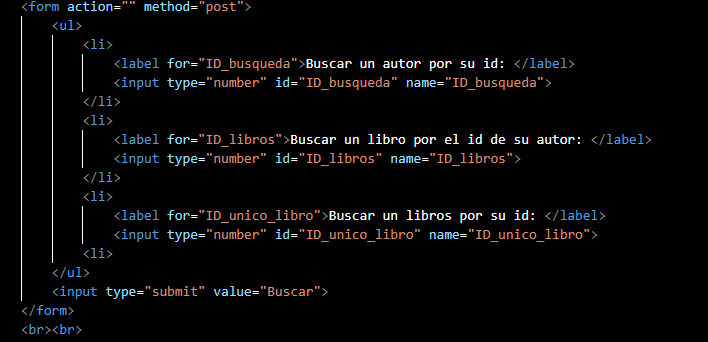 <form action="" method="post">
<ul>
<li>
<label for="ID_busqueda">Buscar un autor por su id: </label>
<input type="number" id="ID_busqueda" name="ID_busqueda">
</li>
<li>
<label for="ID_libros">Buscar un libro por el id de su autor: </label>
<input type="number" id="ID_libros" name="ID_libros">
</li>
<li>
<label for="ID_unico_libro">Buscar un libros por su id: </label>
<input type="number" id="ID_unico_libro" name="ID_unico_libro">
<li>
</ul>
<input type="submit" value="Buscar">
</form>
<br><br>